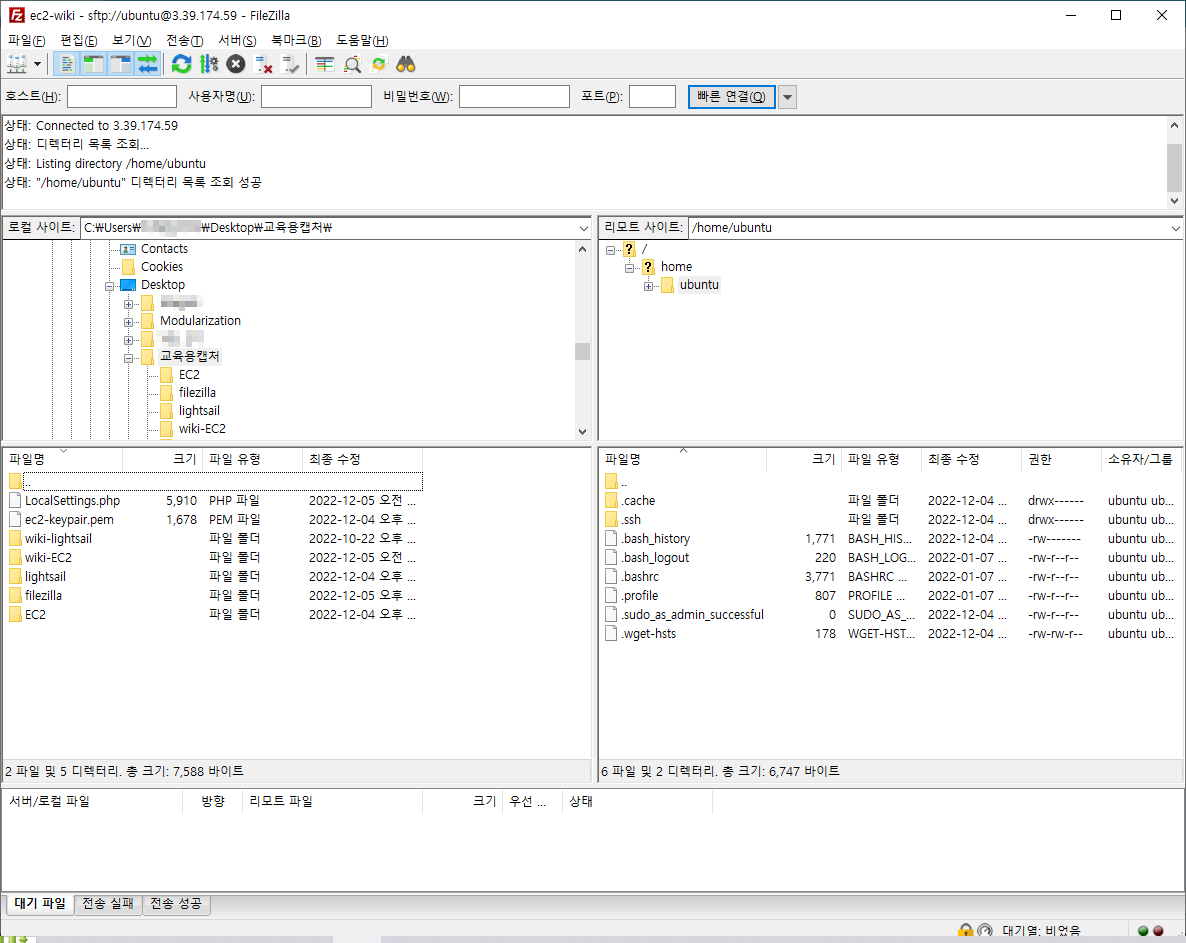 ec2-wiki - sftp://ubuntu@3.39.174.59 - FileZilla
파일(F) 편집(E) 보기(V) 전송(T) 서버(S) 북마크(B) 도움말(H)
호스트(H): 사용자명(U): 비밀번호(W): 포트(P): 빠른 연결(Q)
상태: Connected to 3.39.174.59
상태: 디렉터리 목록 조회...
상태: Listing directory /home/ubuntu
상태: "/home/ubuntu" 디렉터리 목록 조회 성공
로컬 사이트: C:₩Users₩ ₩Desktop₩교육용캡처₩
Contacts
Cookies
Desktop
Modularization
교육용캡처
EC2
filezilla
lightsail
wiki-EC2
리모트 사이트: /home/ubuntu
/
home
ubuntu
파일명 크기 파일 유형 최종 수정
..
LocalSettings.php 5,910 PHP 파일 2022-12-05 오전 ...
ec2-keypair.pem 1,678 PEM 파일 2022-12-04 오후 ...
wiki-lightsail 파일 폴더 2022-10-22 오후 ...
wiki-EC2 파일 폴더 2022-12-05 오전 ...
lightsail 파일 폴더 2022-12-04 오후 ...
filezilla 파일 폴더 2022-12-05 오후 ...
EC2 파일 폴더 2022-12-04 오후 ...
2 파일 및 5 디렉터리. 총 크기: 7,588 바이트
파일명 크기 파일 유형 최종 수정 권한 소유자/그룹
..
.cache 파일 폴더 2022-12-04 ... drwx------ ubuntu ub...
.ssh 파일 폴더 2022-12-04 ... drwx------ ubuntu ub...
.bash_history 1,771 BASH_HIS... 2022-12-04 ... -rw------- ubuntu ub...
.bash_logout 220 BASH_LOG... 2022-01-07 ... -rw-r--r-- ubuntu ub...
.bashrc 3,771 BASHRC ... 2022-01-07 ... -rw-r--r-- ubuntu ub...
.profile 807 PROFILE ... 2022-01-07 ... -rw-r--r-- ubuntu ub...
.sudo_as_admin_successful 0 SUDO_AS_... 2022-12-04 ... -rw-r--r-- ubuntu ub...
.wget-hsts 178 WGET-HST... 2022-12-04 ... -rw-rw-r-- ubuntu ub...
6 파일 및 2 디렉터리. 총 크기: 6,747 바이트
서버/로컬 파일 방향 리모트 파일 크기 우선 ... 상태
대기 파일 전송 실패 전송 성공
대기열: 비었음